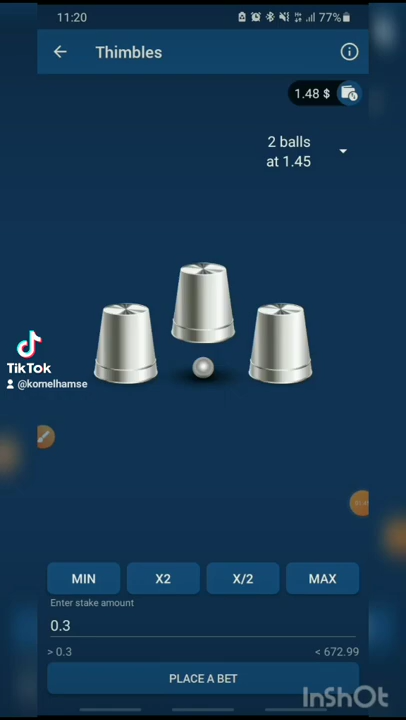 11:20
77%
Thimbles
1.48 $
2 balls
at 1.45
TikTok
@komelhamse
MIN
X2
X/2
MAX
Enter stake amount
0.3
> 0.3
< 672.99
PLACE A BET
InShOt